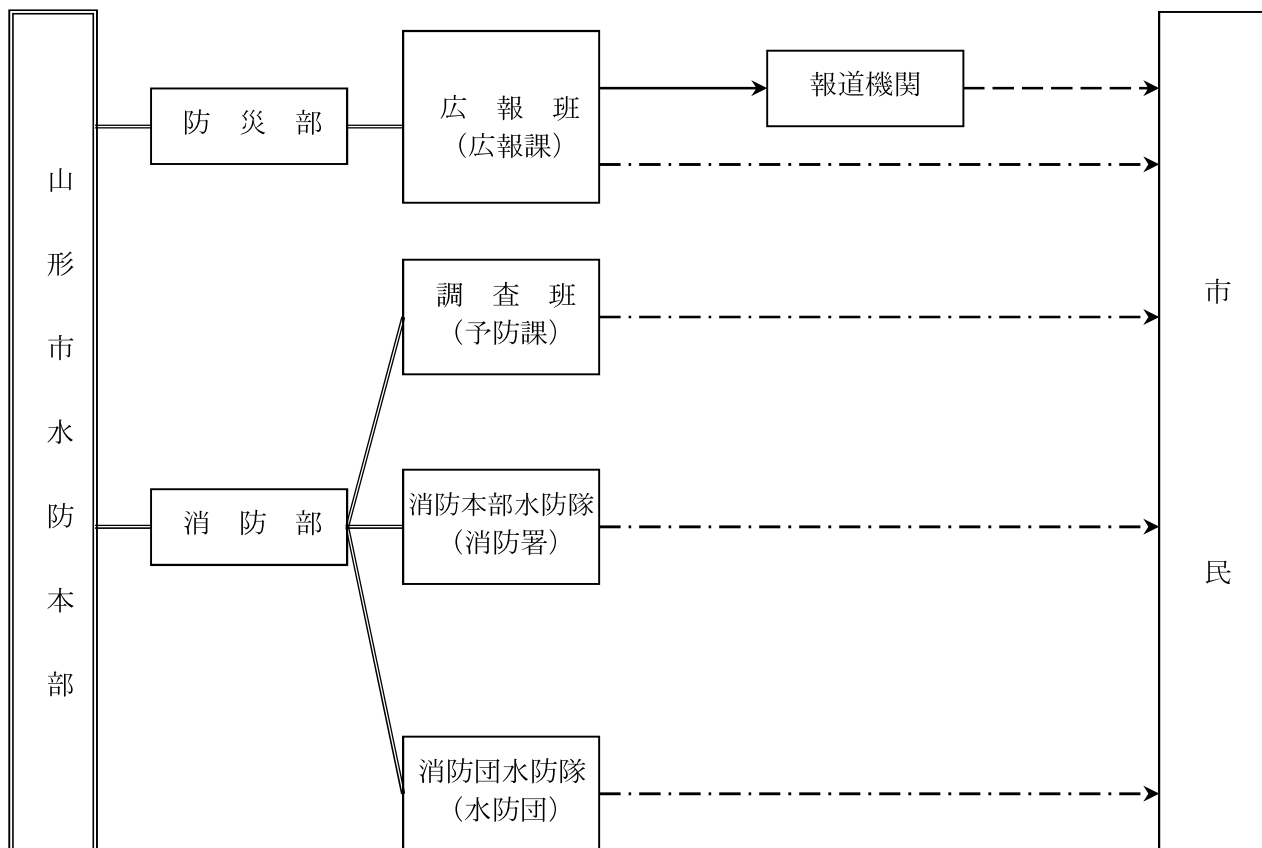 山形市水防本部
防　災　部
広　報　班
（広報課）
報道機関
調　査　班
（予防課）
消　防　部
消防本部水防隊
（消防署）
消防団水防隊
（水防団）
市民